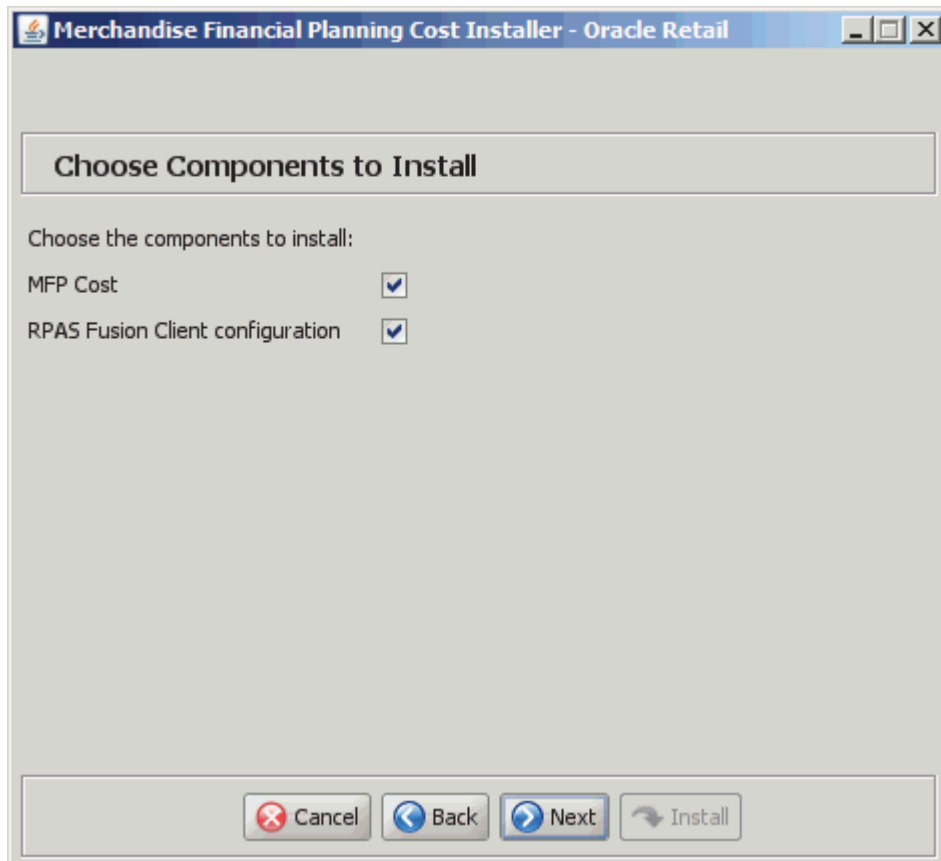 Merchandise Financial Planning Cost Installer - Oracle Retail
Choose Components to Install
Choose the components to install:
MFP Cost
RPAS Fusion Client configuration
Cancel
Back
Next
Install